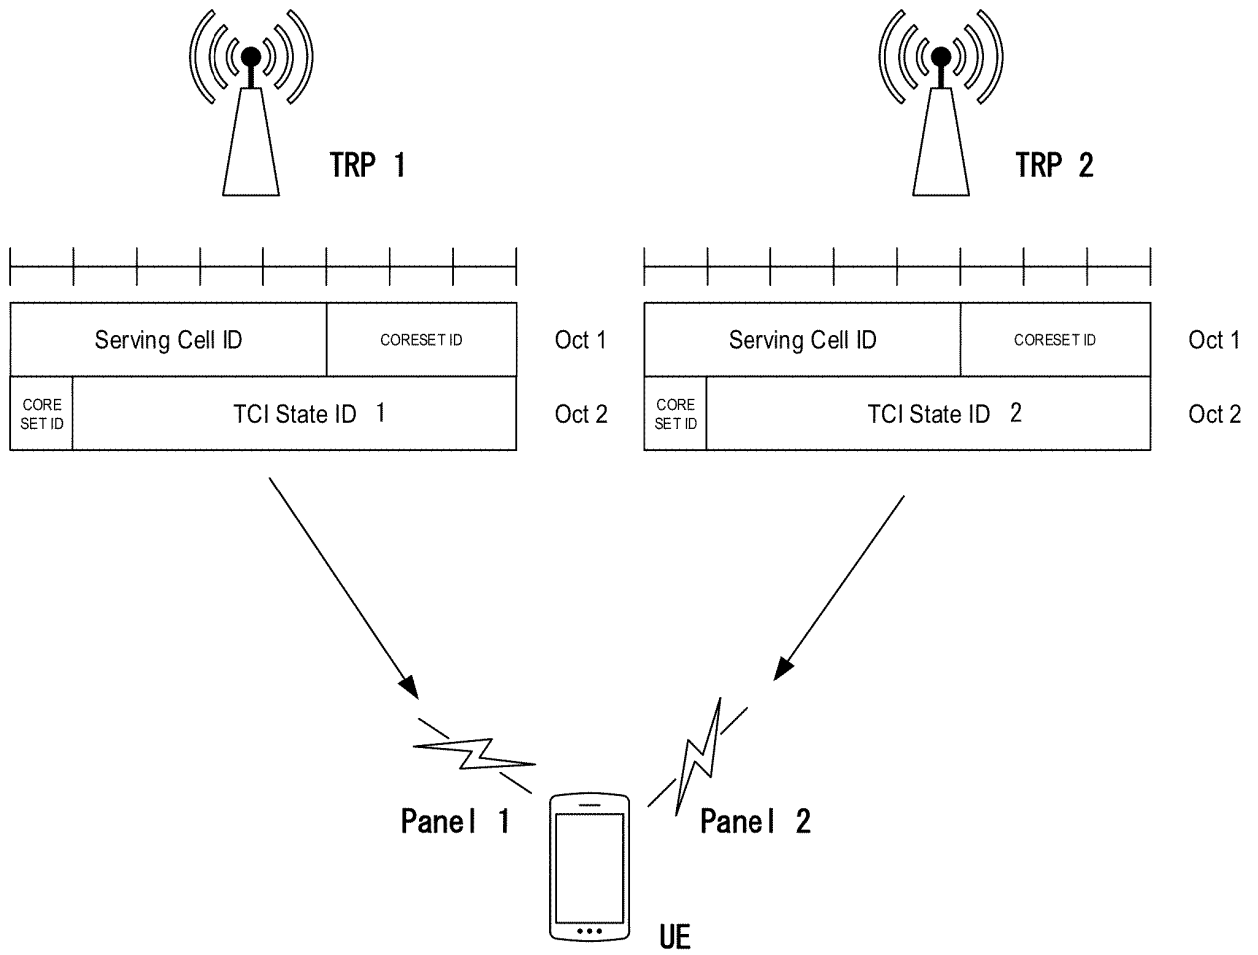 TRP 1
TRP 2
Serving Cell ID
CORESET ID
Oct 1
CORE
SET ID
TCI State ID 1
Oct 2
Serving Cell ID
CORESET ID
Oct 1
CORE
SET ID
TCI State ID 2
Oct 2
Panel 1
Panel 2
UE